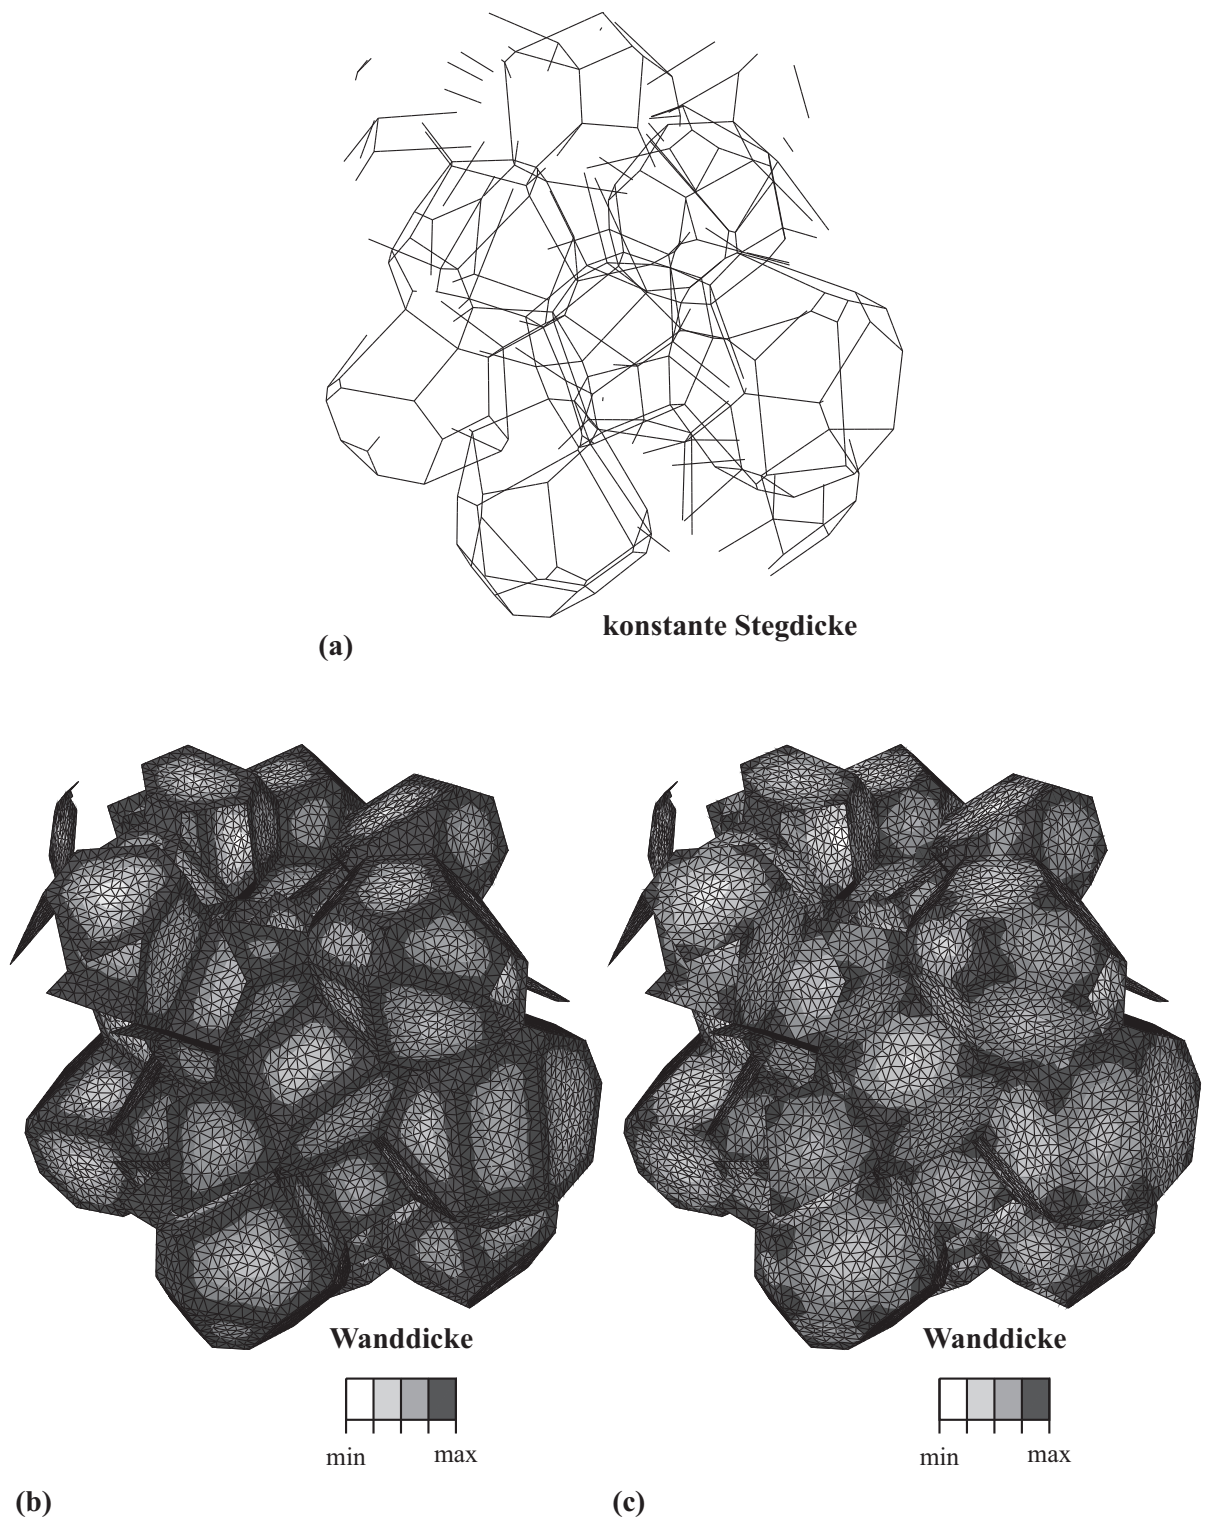 konstante Stegdicke
(a)
Wanddicke
min max
(b)
Wanddicke
min max
(c)